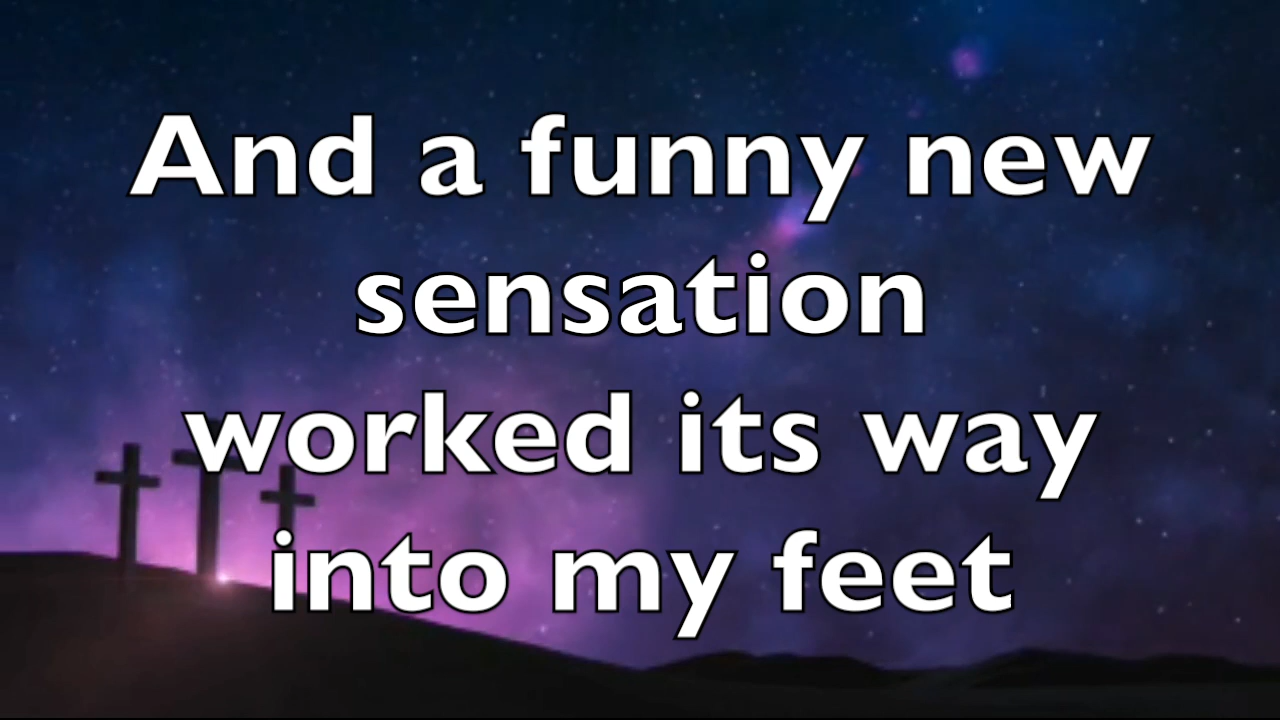 And a funny new
sensation
worked its way
into my feet